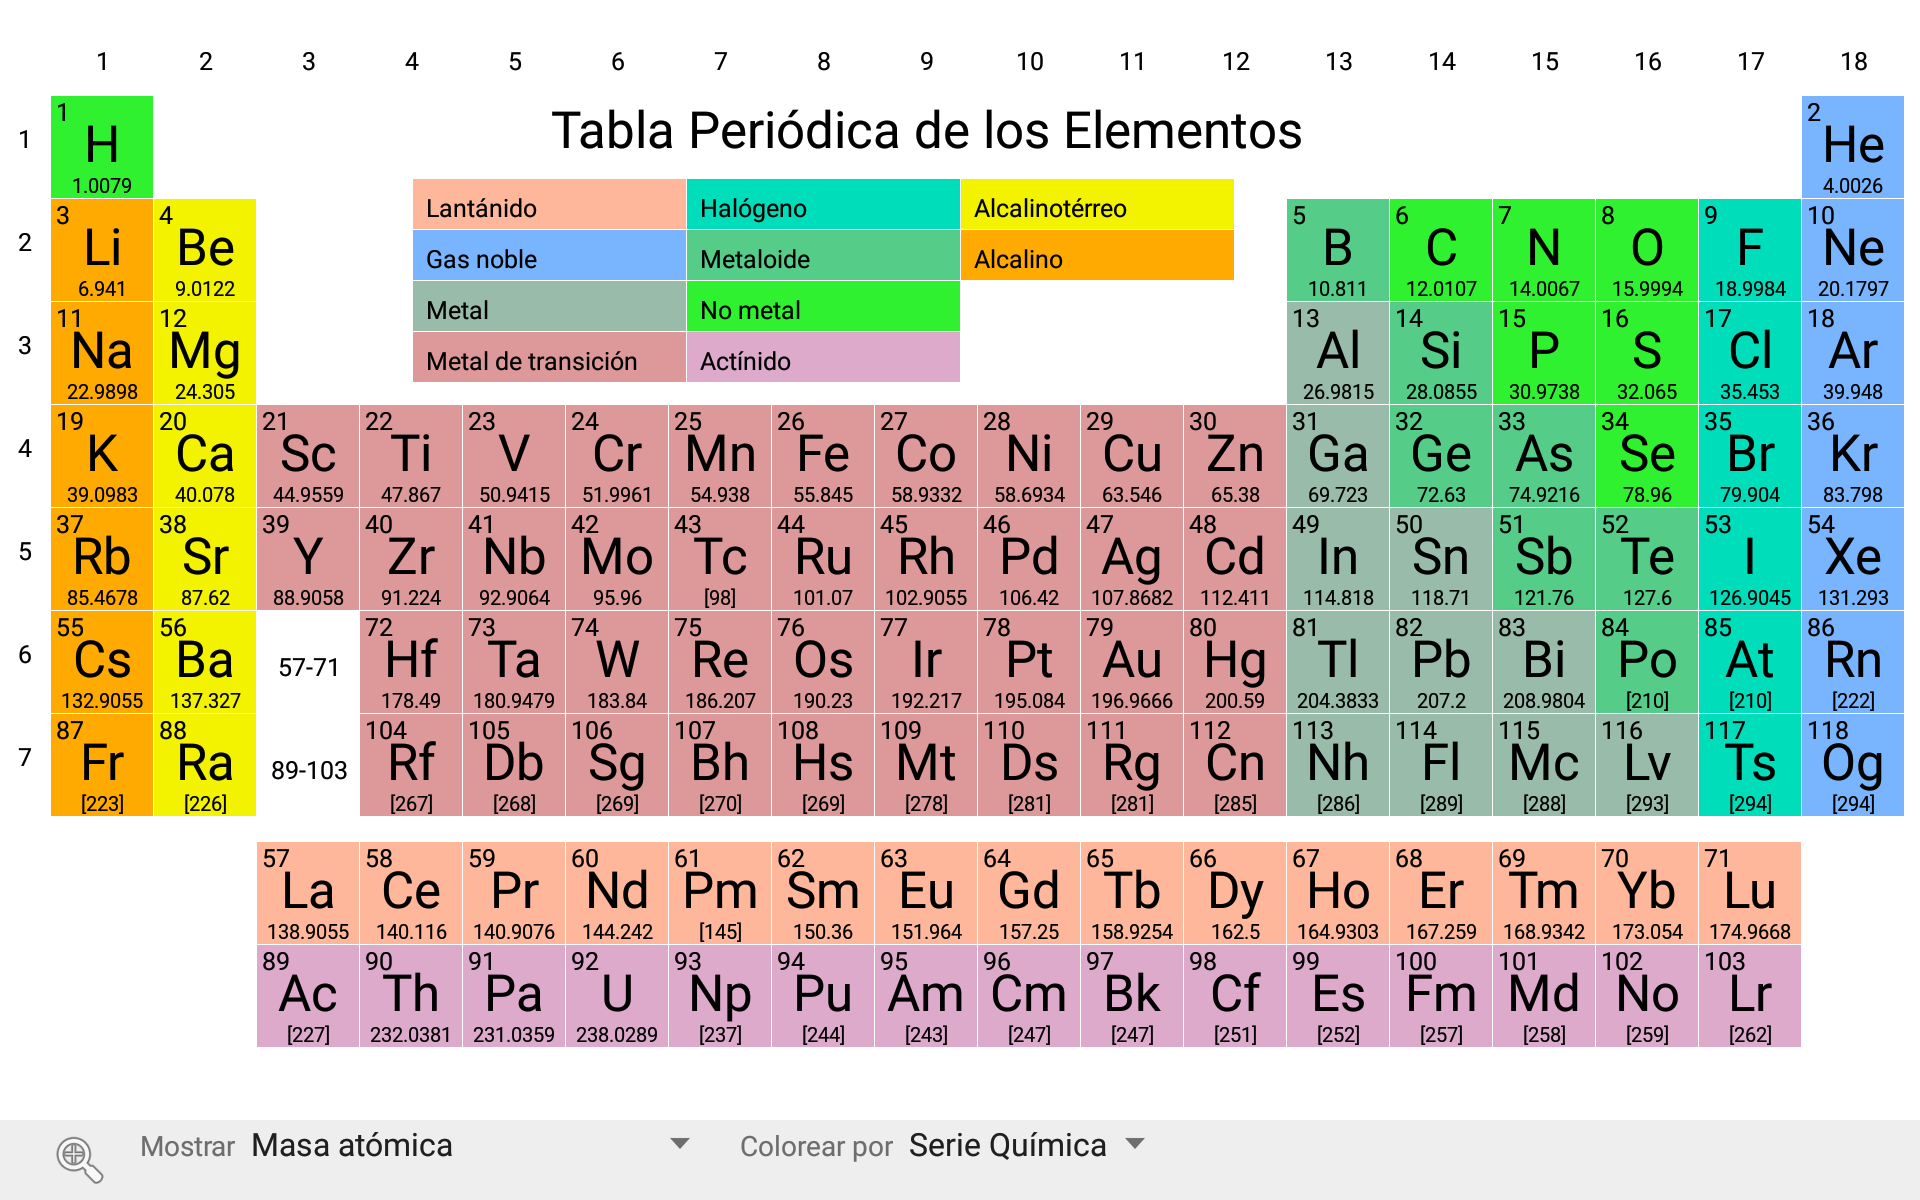 1 2 3 4 5 6 7 8 9 10 11 12 13 14 15 16 17 18
Tabla Periódica de los Elementos
1
1 2
H He
1.0079 4.0026
Lantánido Halógeno Alcalinotérreo
Gas noble Metaloide Alcalino
Metal No metal
Metal de transición Actínido
2
3 4 5 6 7 8 9 10
Li Be B C N O F Ne
6.941 9.0122 10.811 12.0107 14.0067 15.9994 18.9984 20.1797
3
11 12 13 14 15 16 17 18
Na Mg Al Si P S Cl Ar
22.9898 24.305 26.9815 28.0855 30.9738 32.065 35.453 39.948
4
19 20 21 22 23 24 25 26 27 28 29 30 31 32 33 34 35 36
K Ca Sc Ti V Cr Mn Fe Co Ni Cu Zn Ga Ge As Se Br Kr
39.0983 40.078 44.9559 47.867 50.9415 51.9961 54.938 55.845 58.9332 58.6934 63.546 65.38 69.723 72.63 74.9216 78.96 79.904 83.798
5
37 38 39 40 41 42 43 44 45 46 47 48 49 50 51 52 53 54
Rb Sr Y Zr Nb Mo Tc Ru Rh Pd Ag Cd In Sn Sb Te I Xe
85.4678 87.62 88.9058 91.224 92.9064 95.96 [98] 101.07 102.9055 106.42 107.8682 112.411 114.818 118.71 121.76 127.6 126.9045 131.293
6
55 56 72 73 74 75 76 77 78 79 80 81 82 83 84 85 86
Cs Ba 57-71 Hf Ta W Re Os Ir Pt Au Hg Tl Pb Bi Po At Rn
132.9055 137.327 178.49 180.9479 183.84 186.207 190.23 192.217 195.084 196.9666 200.59 204.3833 207.2 208.9804 [210] [210] [222]
7
87 88 104 105 106 107 108 109 110 111 112 113 114 115 116 117 118
Fr Ra 89-103 Rf Db Sg Bh Hs Mt Ds Rg Cn Nh Fl Mc Lv Ts Og
[223] [226] [267] [268] [269] [270] [269] [278] [281] [281] [285] [286] [289] [288] [293] [294] [294]
57 58 59 60 61 62 63 64 65 66 67 68 69 70 71
La Ce Pr Nd Pm Sm Eu Gd Tb Dy Ho Er Tm Yb Lu
138.9055 140.116 140.9076 144.242 [145] 150.36 151.964 157.25 158.9254 162.5 164.9303 167.259 168.9342 173.054 174.9668
89 90 91 92 93 94 95 96 97 98 99 100 101 102 103
Ac Th Pa U Np Pu Am Cm Bk Cf Es Fm Md No Lr
[227] 232.0381 231.0359 238.0289 [237] [244] [243] [247] [247] [251] [252] [257] [258] [259] [262]
Mostrar Masa atómica Colorear por Serie Química